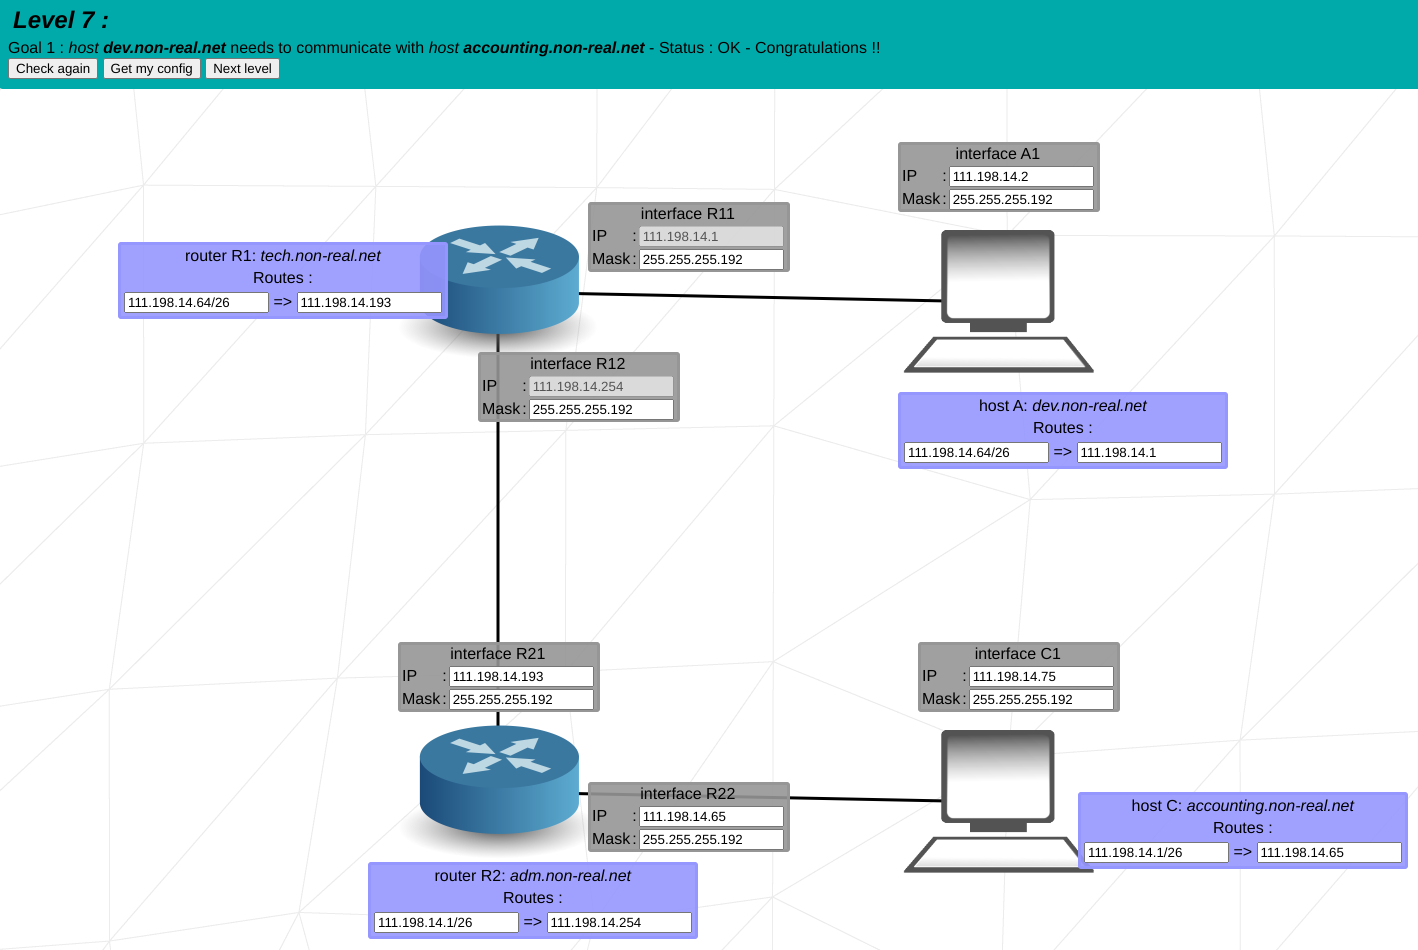 Level 7 :
Goal 1 : host dev.non-real.net needs to communicate with host accounting.non-real.net - Status : OK - Congratulations !!
Check again Get my config Next level
interface A1
IP : 111.198.14.2
Mask : 255.255.255.192
interface R11
IP : 111.198.14.1
Mask : 255.255.255.192
router R1: tech.non-real.net
Routes :
111.198.14.64/26 => 111.198.14.193
interface R12
IP : 111.198.14.254
Mask : 255.255.255.192
host A: dev.non-real.net
Routes :
111.198.14.64/26 => 111.198.14.1
interface R21
IP : 111.198.14.193
Mask : 255.255.255.192
interface C1
IP : 111.198.14.75
Mask : 255.255.255.192
interface R22
IP : 111.198.14.65
Mask : 255.255.255.192
host C: accounting.non-real.net
Routes :
111.198.14.1/26 => 111.198.14.65
router R2: adm.non-real.net
Routes :
111.198.14.1/26 => 111.198.14.254